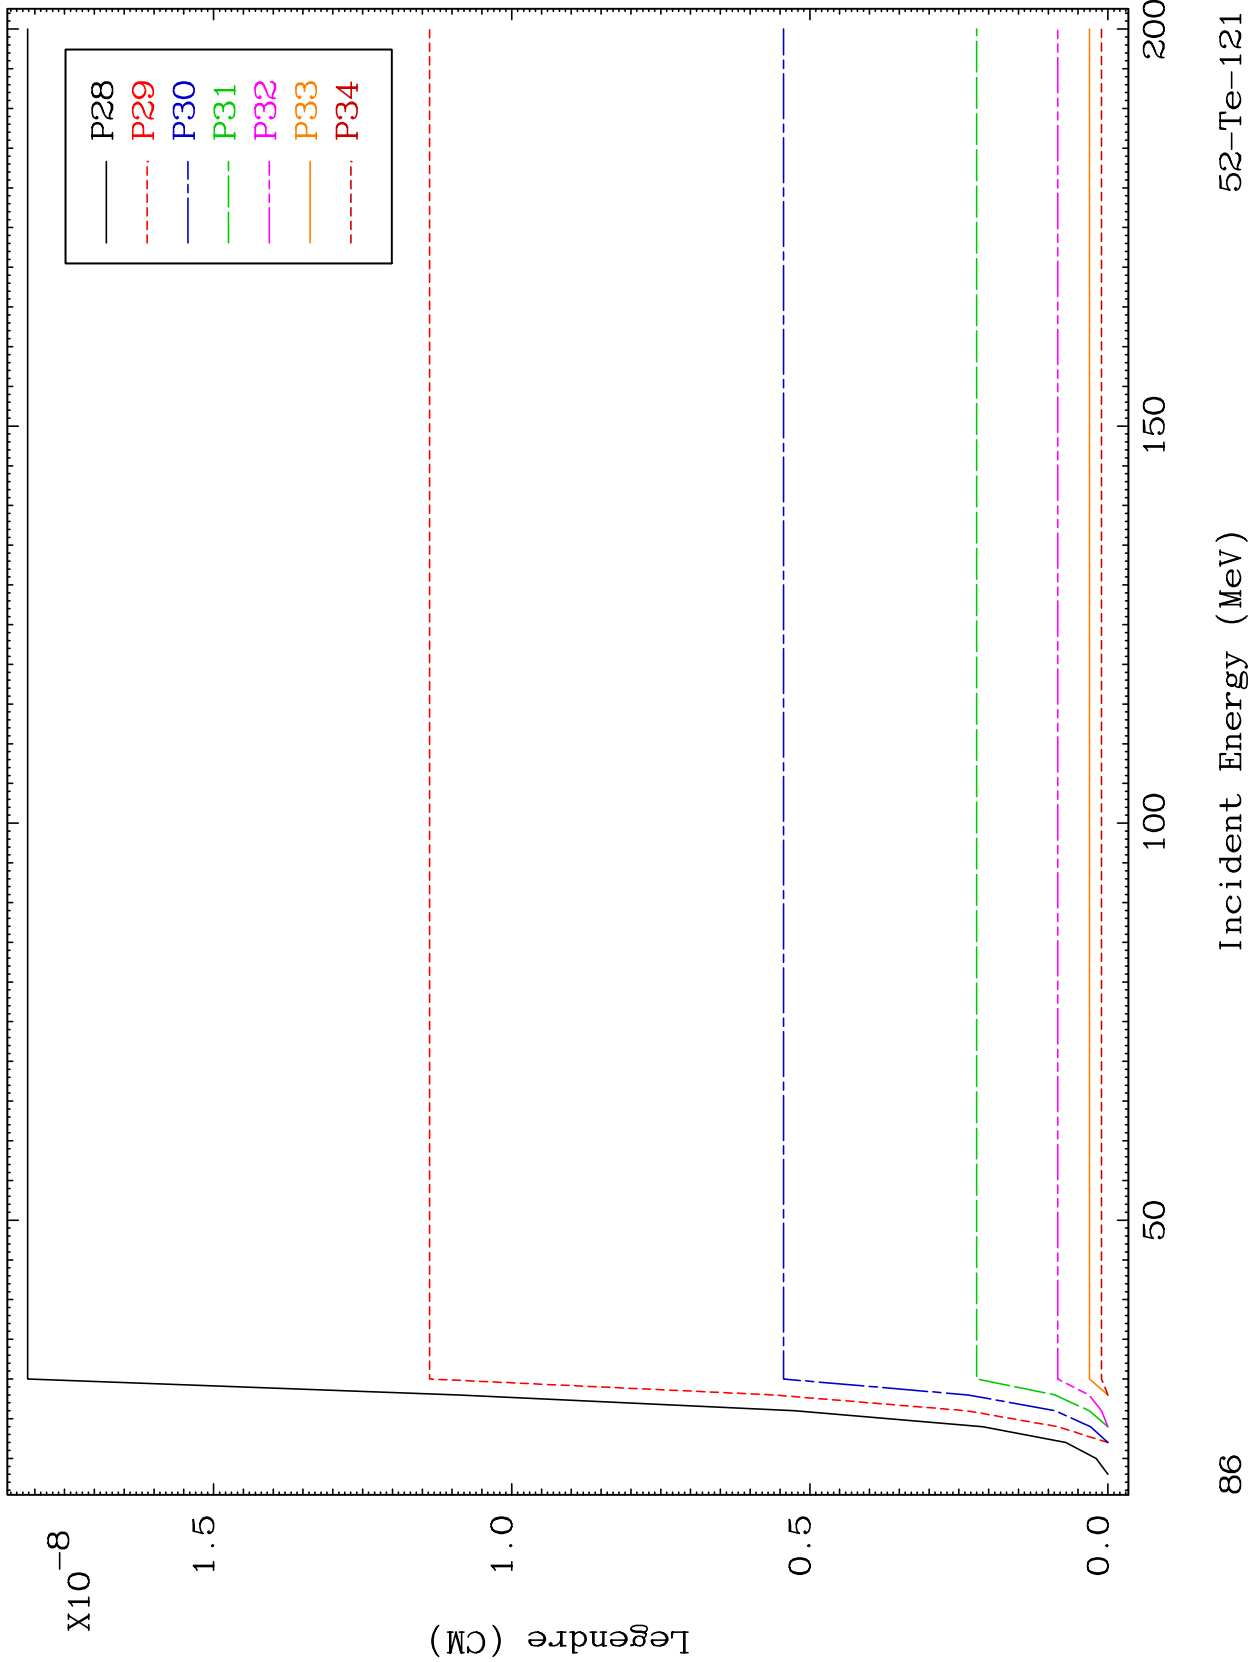 X10-8
1.5
1.0
0.5
0.0
Legendre (CM)
P28
P29
P30
P31
P32
P33
P34
50
100
150
200
Incident Energy (MeV)
86
52-Te-121